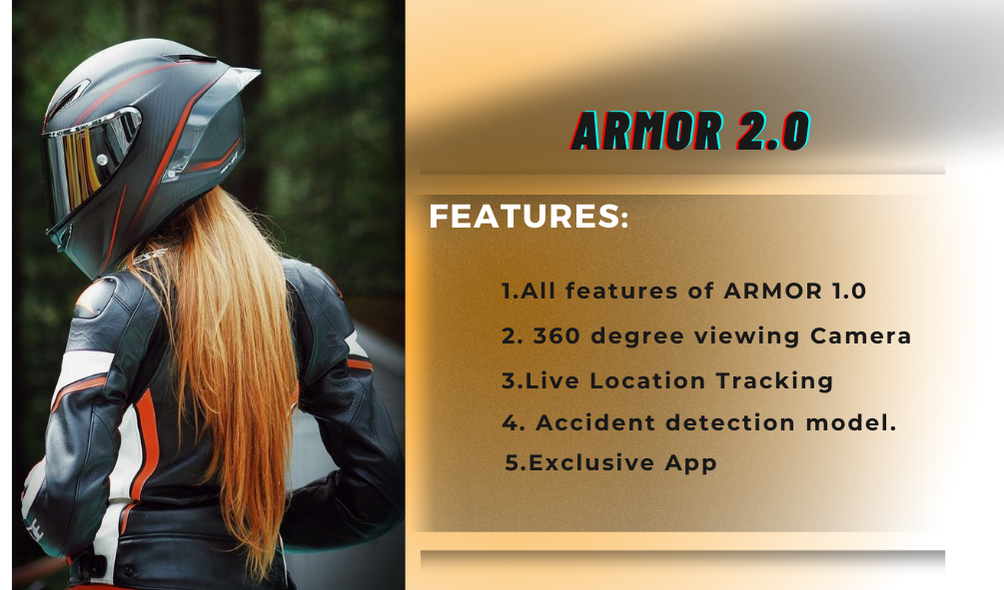 ARMOR 2.0
FEATURES:
1.All features of ARMOR 1.0
2. 360 degree viewing Camera
3.Live Location Tracking
4. Accident detection model.
5.Exclusive App